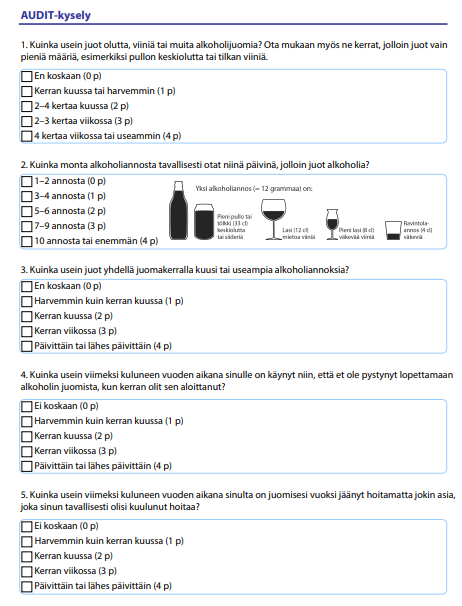 AUDIT-kysely
1. Kuinka usein juot olutta, viiniä tai muita alkoholijuomia? Ota mukaan myös ne kerrat, jolloin juot vain
pieniä määriä, esimerkiksi pullon keskiolutta tai tilkan viiniä.
En koskaan (0 p)
Kerran kuussa tai harvemmin (1 p)
2–4 kertaa kuussa (2 p)
2–3 kertaa viikossa (3 p)
4 kertaa viikossa tai useammin (4 p)
2. Kuinka monta alkoholiannosta tavallisesti otat niinä päivinä, jolloin juot alkoholia?
1–2 annosta (0 p)
3–4 annosta (1 p)
5–6 annosta (2 p)
7–9 annosta (3 p)
10 annosta tai enemmän (4 p)
Yksi alkoholiannos (= 12 grammaa) on:
Pieni pullo tai
tölkki (33 cl)
keskiolutta
tai siideriä
Lasi (12 cl)
mietoa viiniä
Pieni lasi (8 cl)
väkevää viiniä
Ravintola-
annos (4 cl)
väkeviä
3. Kuinka usein juot yhdellä juomakerralla kuusi tai useampia alkoholiannoksia?
En koskaan (0 p)
Harvemmin kuin kerran kuussa (1 p)
Kerran kuussa (2 p)
Kerran viikossa (3 p)
Päivittäin tai lähes päivittäin (4 p)
4. Kuinka usein viimeksi kuluneen vuoden aikana sinulle on käynyt niin, että et ole pystynyt lopettamaan
alkoholin juomista, kun kerran olit sen aloittanut?
Ei koskaan (0 p)
Harvemmin kuin kerran kuussa (1 p)
Kerran kuussa (2 p)
Kerran viikossa (3 p)
Päivittäin tai lähes päivittäin (4 p)
5. Kuinka usein viimeksi kuluneen vuoden aikana sinulta on juomisesi vuoksi jäänyt hoitamatta jokin asia,
joka sinun tavallisesti olisi kuulunut hoitaa?
Ei koskaan (0 p)
Harvemmin kuin kerran kuussa (1 p)
Kerran kuussa (2 p)
Kerran viikossa (3 p)
Päivittäin tai lähes päivittäin (4 p)